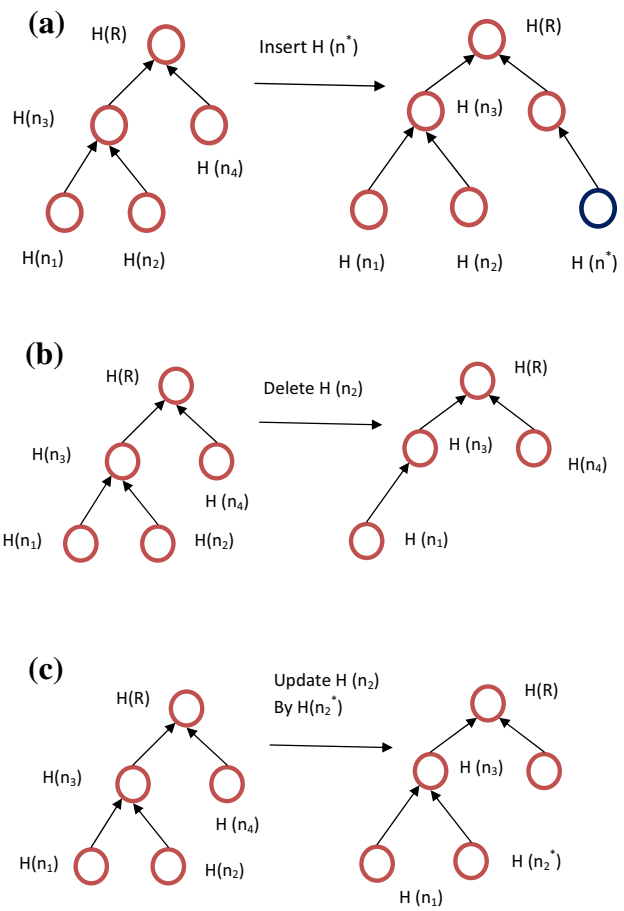 (a)
H(R)
Insert H (n*)
H(R)
H(n₃)
H (n₃)
H (n₄)
H(n₁)
H(n₂)
H (n₁)
H (n₂)
H (n*)
(b)
H(R)
Delete H (n₂)
H(R)
H(n₃)
H (n₃)
H(n₄)
H (n₄)
H(n₁)
H(n₂)
H (n₁)
(c)
H(R)
Update H (n₂)
By H(n₂*)
H(R)
H(n₃)
H (n₃)
H (n₄)
H(n₁)
H(n₂)
H (n₁)
H (n₂*)